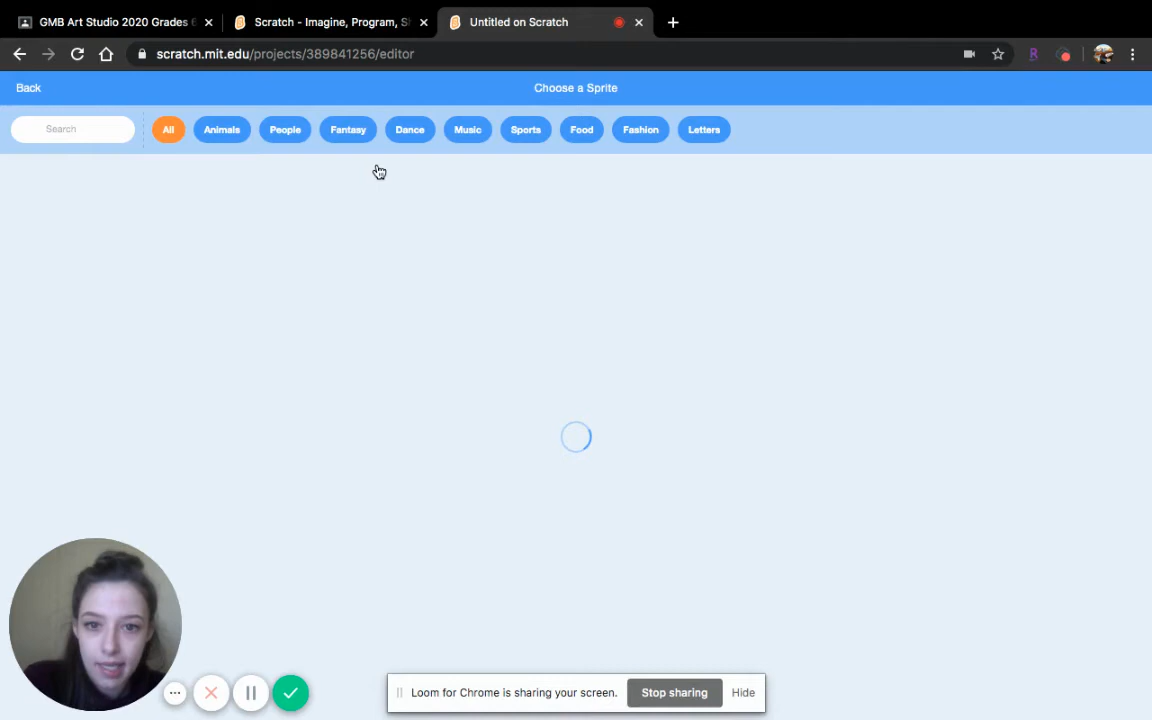 GMB Art Studio 2020 Grades 6
Scratch - Imagine, Program, S
Untitled on Scratch
scratch.mit.edu/projects/389841256/editor
Back
Choose a Sprite
Search
All
Animals
People
Fantasy
Dance
Music
Sports
Food
Fashion
Letters
Loom for Chrome is sharing your screen.
Stop sharing
Hide